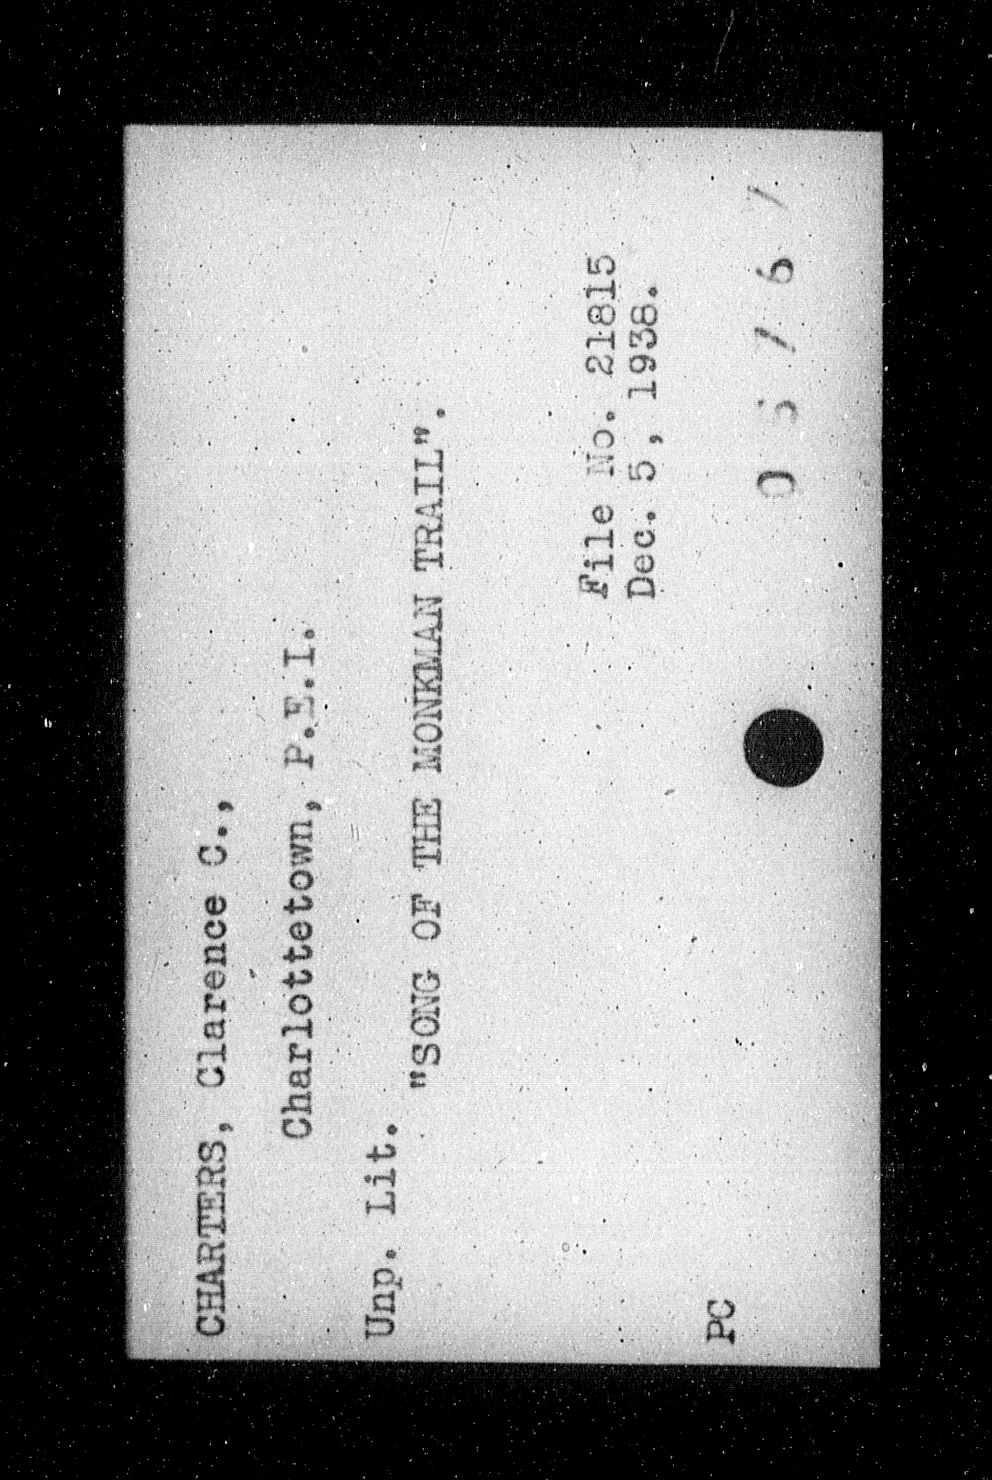 CHARTERS, Clarence C.,
Charlottetown, P.E.I.
Unp. Lit.
"SONG OF THE MONKMAN TRAIL".
File No. 21815
Dec. 5, 1938.
PC